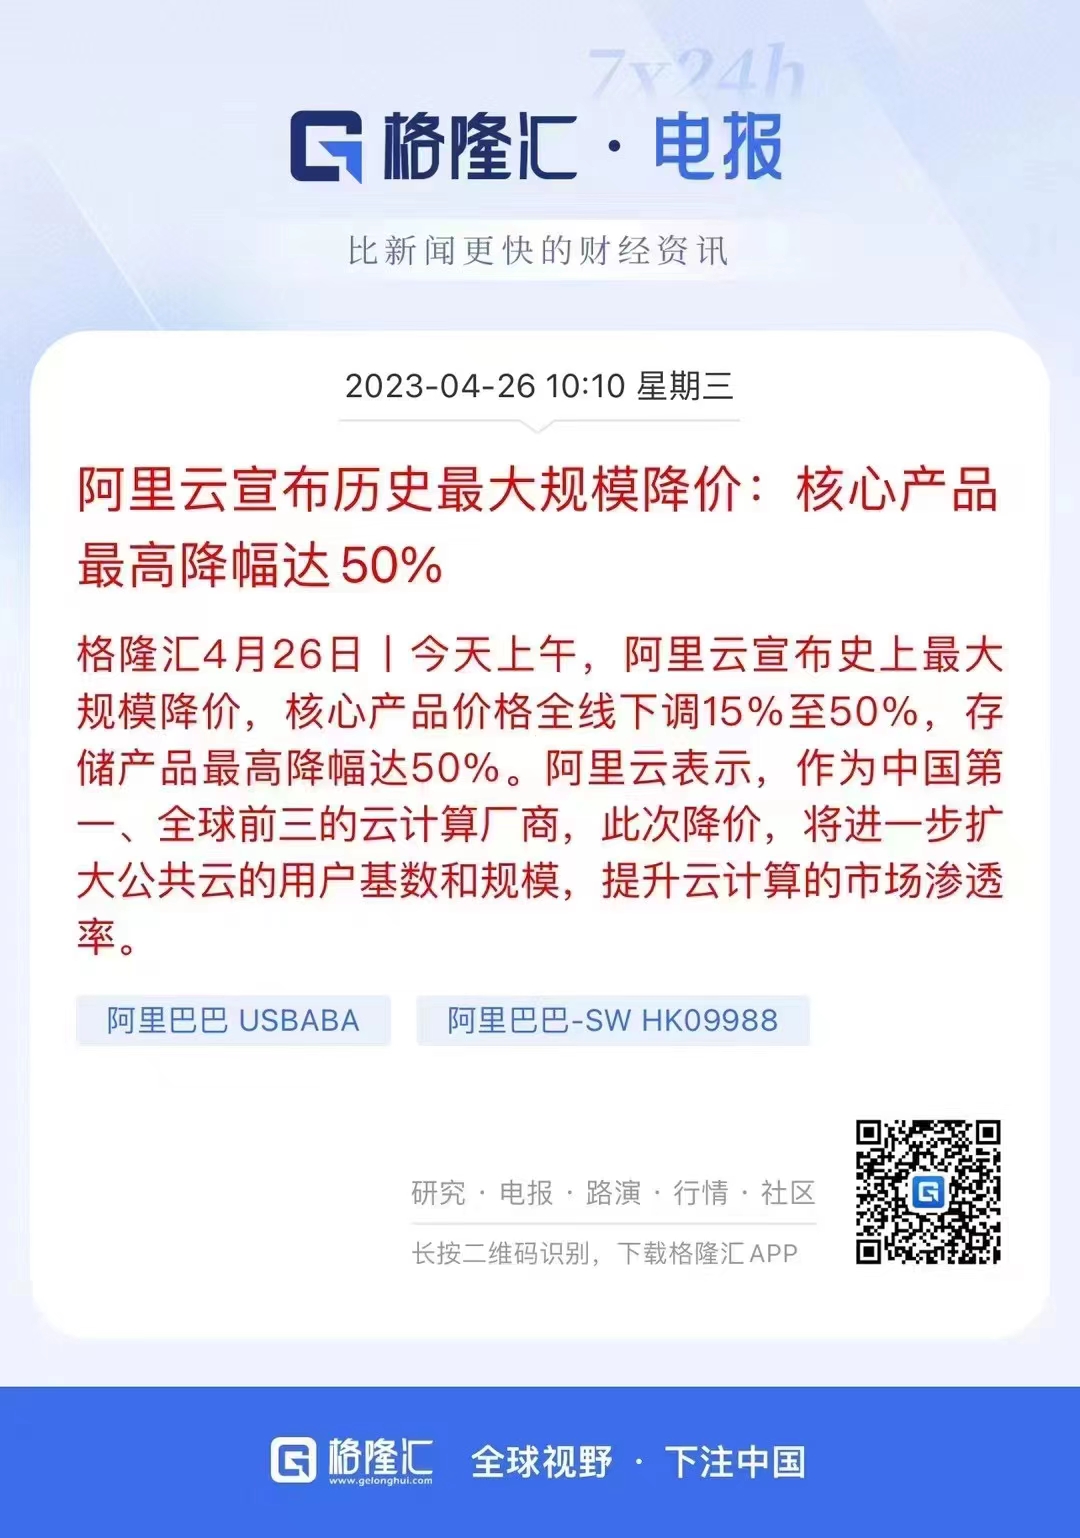 7x24h
格隆汇·电报
比新闻更快的财经资讯
2023-04-26 10:10 星期三
阿里云宣布历史最大规模降价：核心产品
最高降幅达50%
格隆汇4月26日丨今天上午，阿里云宣布史上最大
规模降价，核心产品价格全线下调15%至50%，存
储产品最高降幅达50%。阿里云表示，作为中国第
一、全球前三的云计算厂商，此次降价，将进一步扩
大公共云的用户基数和规模，提升云计算的市场渗透
率。
阿里巴巴 USBABA 阿里巴巴-SW HK09988
研究·电报·路演·行情·社区
长按二维码识别，下载格隆汇APP
格隆汇 全球视野·下注中国
www.gelonghui.com